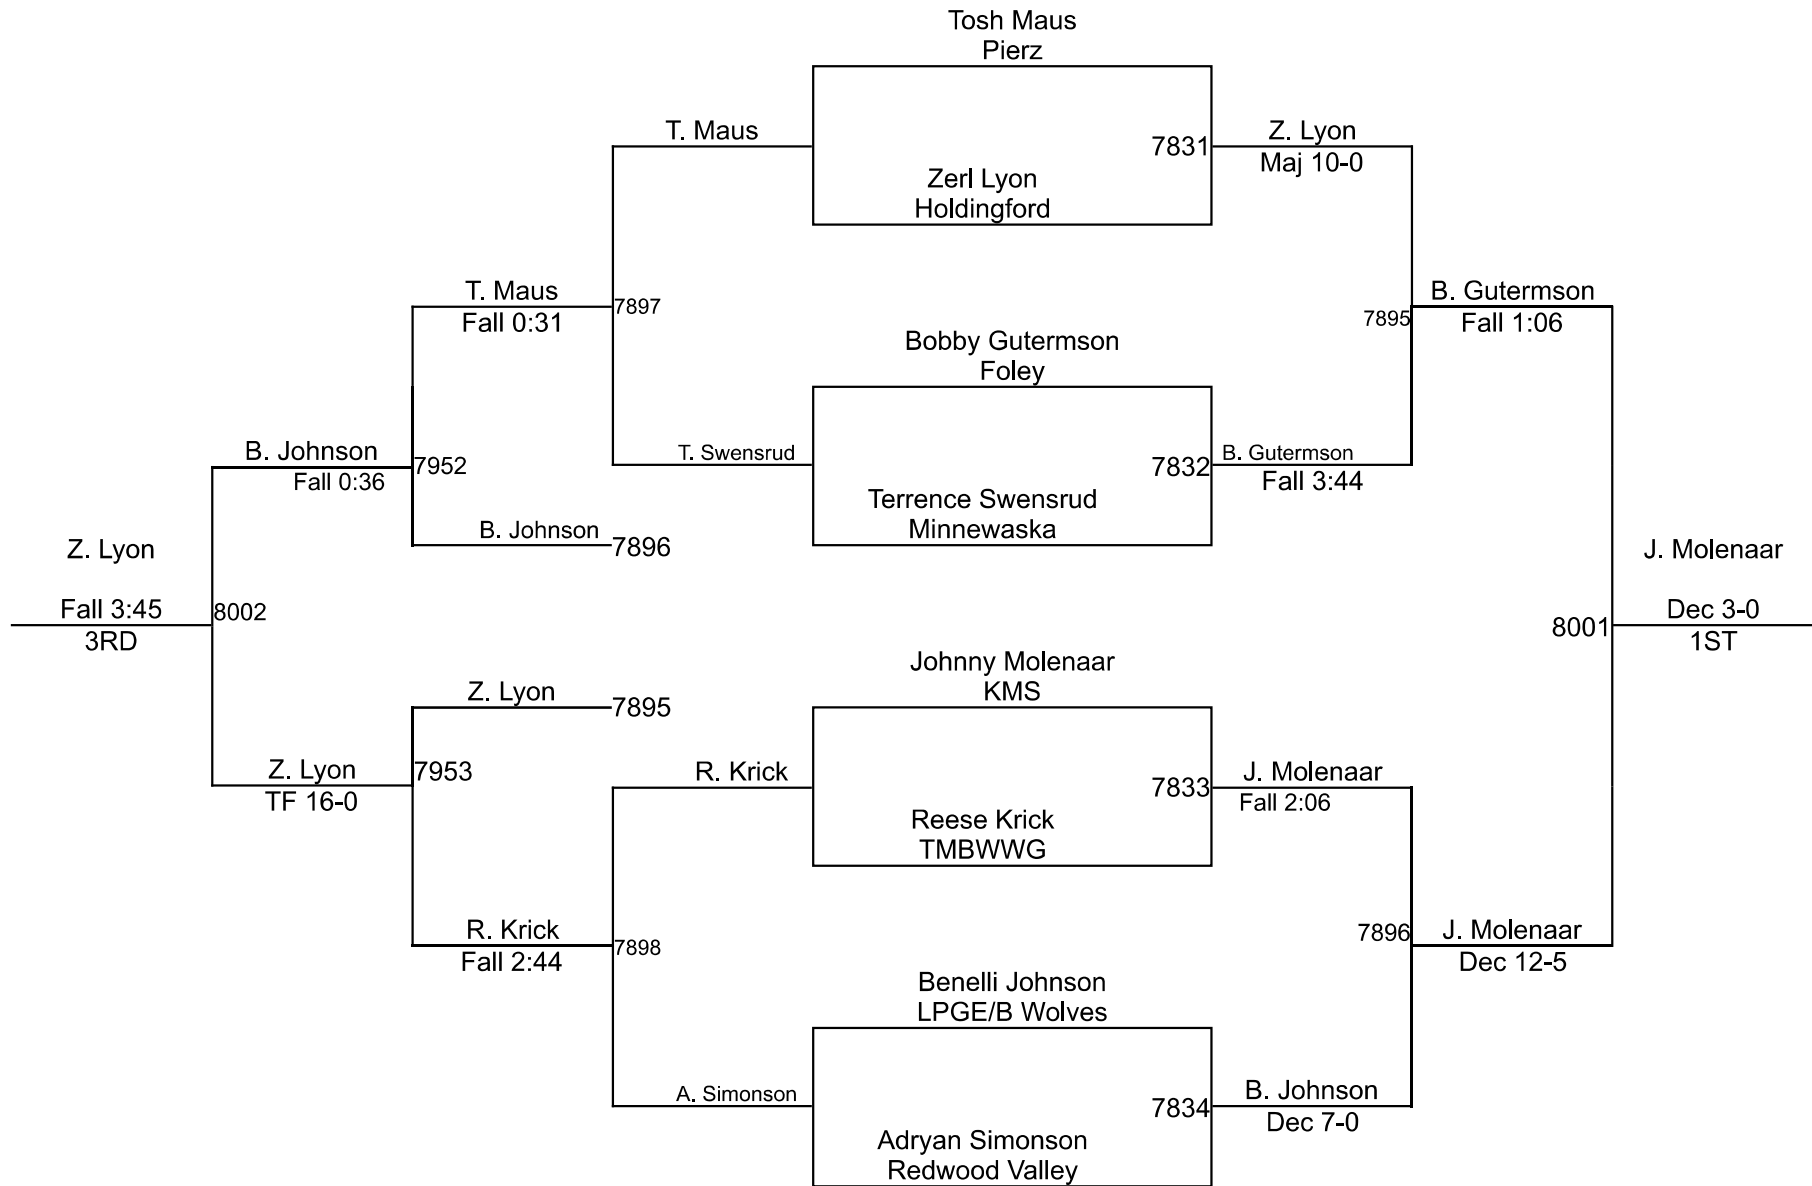 Tosh Maus
Pierz
T. Maus
7831
Z. Lyon
Maj 10-0
Zerl Lyon
Holdingford
T. Maus
Fall 0:31
7897
7895
B. Gutermson
Fall 1:06
Bobby Gutermson
Foley
B. Johnson
Fall 0:36
7952
T. Swensrud
7832
B. Gutermson
Fall 3:44
Terrence Swensrud
Minnewaska
B. Johnson
7896
Z. Lyon
Fall 3:45
3RD
8002
J. Molenaar
Dec 3-0
1ST
8001
Johnny Molenaar
KMS
Z. Lyon
7895
Z. Lyon
TF 16-0
7953
R. Krick
7833
J. Molenaar
Fall 2:06
Reese Krick
TMBWWG
R. Krick
Fall 2:44
7898
7896
J. Molenaar
Dec 12-5
Benelli Johnson
LPGE/B Wolves
A. Simonson
7834
B. Johnson
Dec 7-0
Adryan Simonson
Redwood Valley